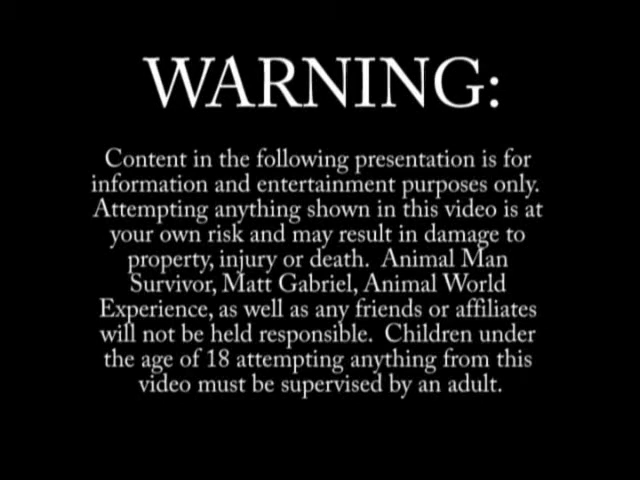 WARNING:
Content in the following presentation is for
information and entertainment purposes only.
Attempting anything shown in this video is at
your own risk and may result in damage to
property, injury or death.  Animal Man
Survivor, Matt Gabriel, Animal World
Experience, as well as any friends or affiliates
will not be held responsible.  Children under
the age of 18 attempting anything from this
video must be supervised by an adult.